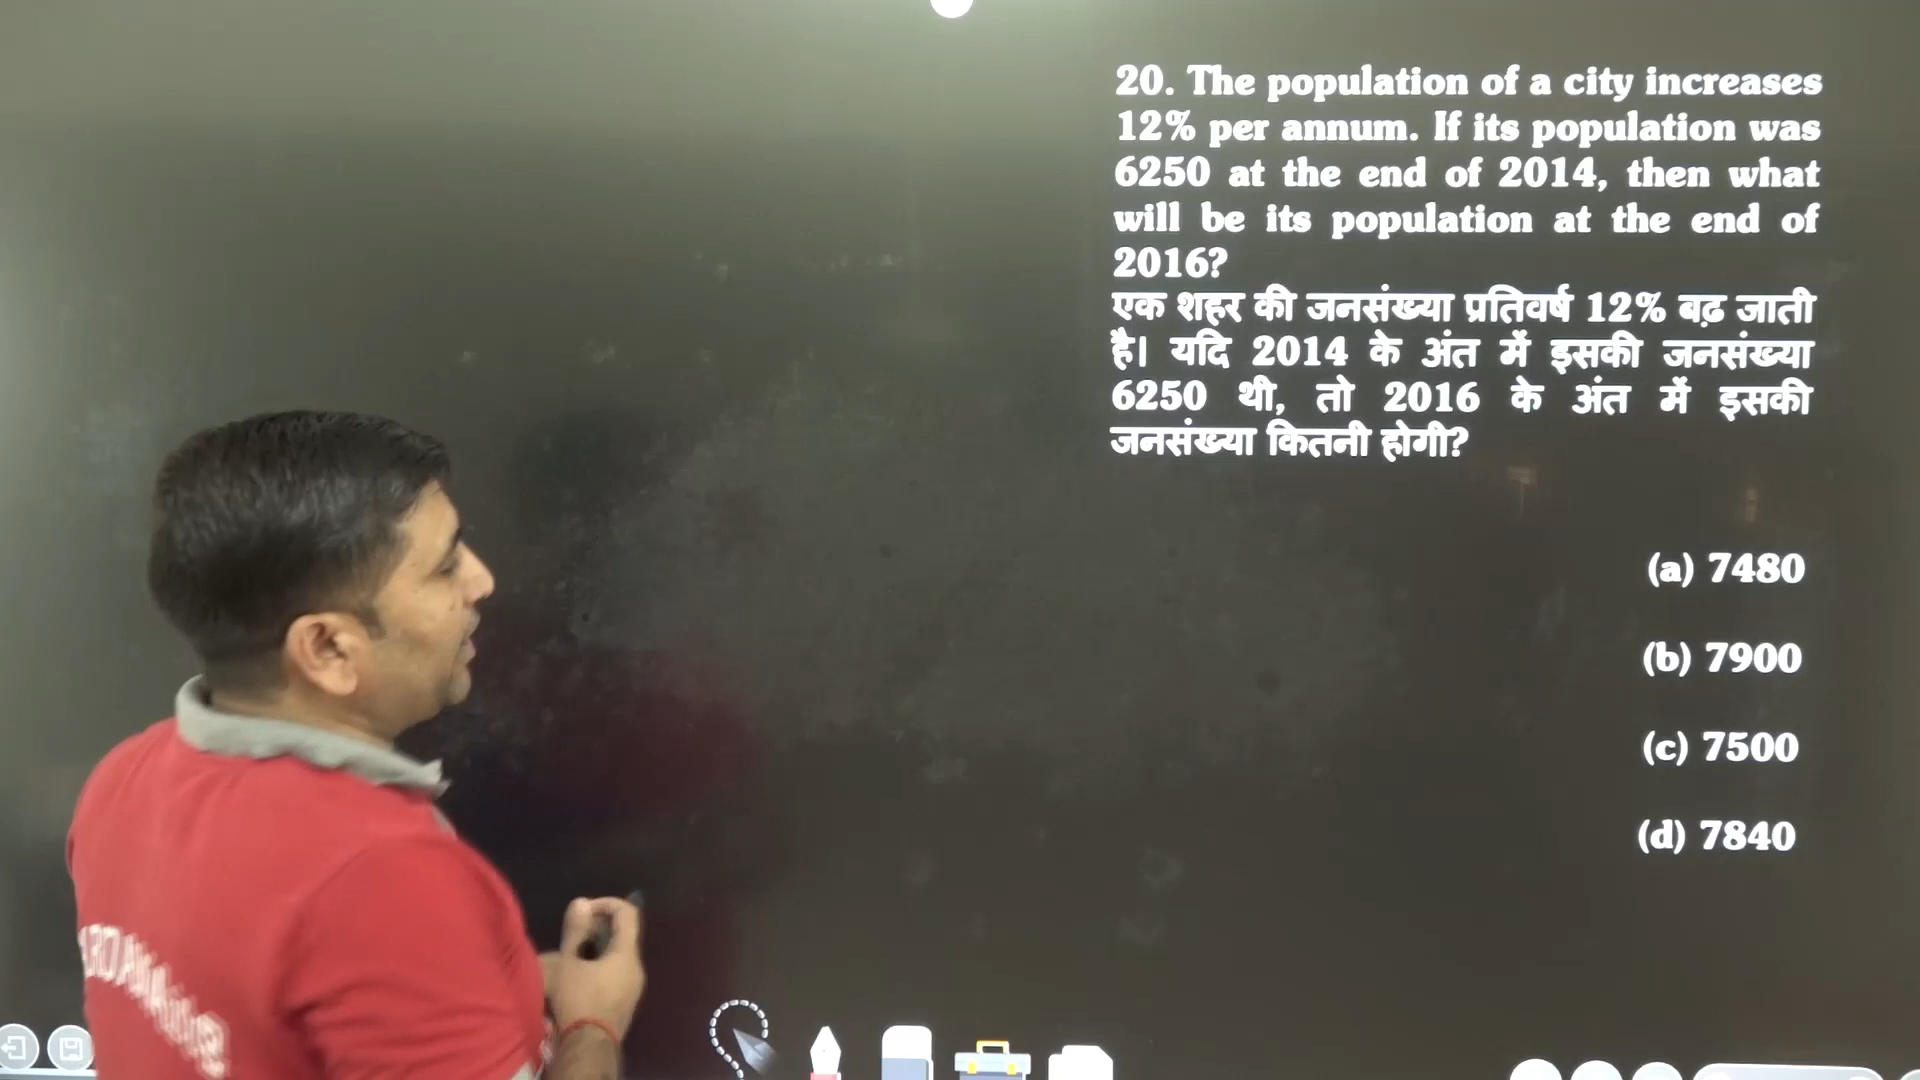 20. The population of a city increases
12% per annum. If its population was
6250 at the end of 2014, then what
will be its population at the end of
2016?
एक शहर की जनसंख्या प्रतिवर्ष 12% बढ़ जाती
है। यदि 2014 के अंत में इसकी जनसंख्या
6250 थी, तो 2016 के अंत में इसकी
जनसंख्या कितनी होगी?
(a) 7480
(b) 7900
(c) 7500
(d) 7840